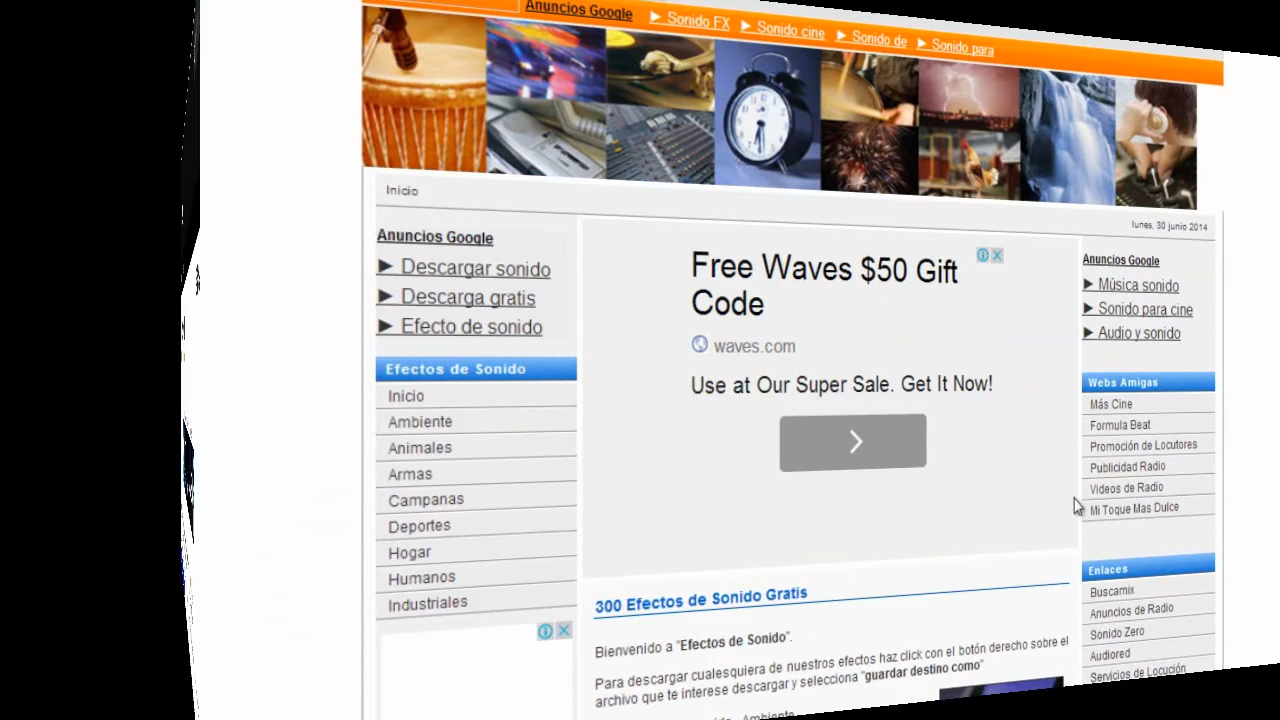 Anuncios Google
► Sonido FX ► Sonido cine ► Sonido de ► Sonido para
Inicio
lunes, 30 junio 2014
Anuncios Google
► Descargar sonido
► Descarga gratis
► Efecto de sonido
Efectos de Sonido
Inicio
Ambiente
Animales
Armas
Campanas
Deportes
Hogar
Humanos
Industriales
Free Waves $50 Gift
Code
waves.com
Use at Our Super Sale. Get It Now!
300 Efectos de Sonido Gratis
Bienvenido a "Efectos de Sonido".
Para descargar cualesquiera de nuestros efectos haz click con el botón derecho sobre el
archivo que te interese descargar y selecciona "guardar destino como"
Ambiente
Anuncios Google
► Música sonido
► Sonido para cine
► Audio y sonido
Webs Amigas
Más Cine
Formula Beat
Promoción de Locutores
Publicidad Radio
Videos de Radio
Mi Toque Mas Dulce
Enlaces
Buscamix
Anuncios de Radio
Sonido Zero
Audiored
Servicios de Locución